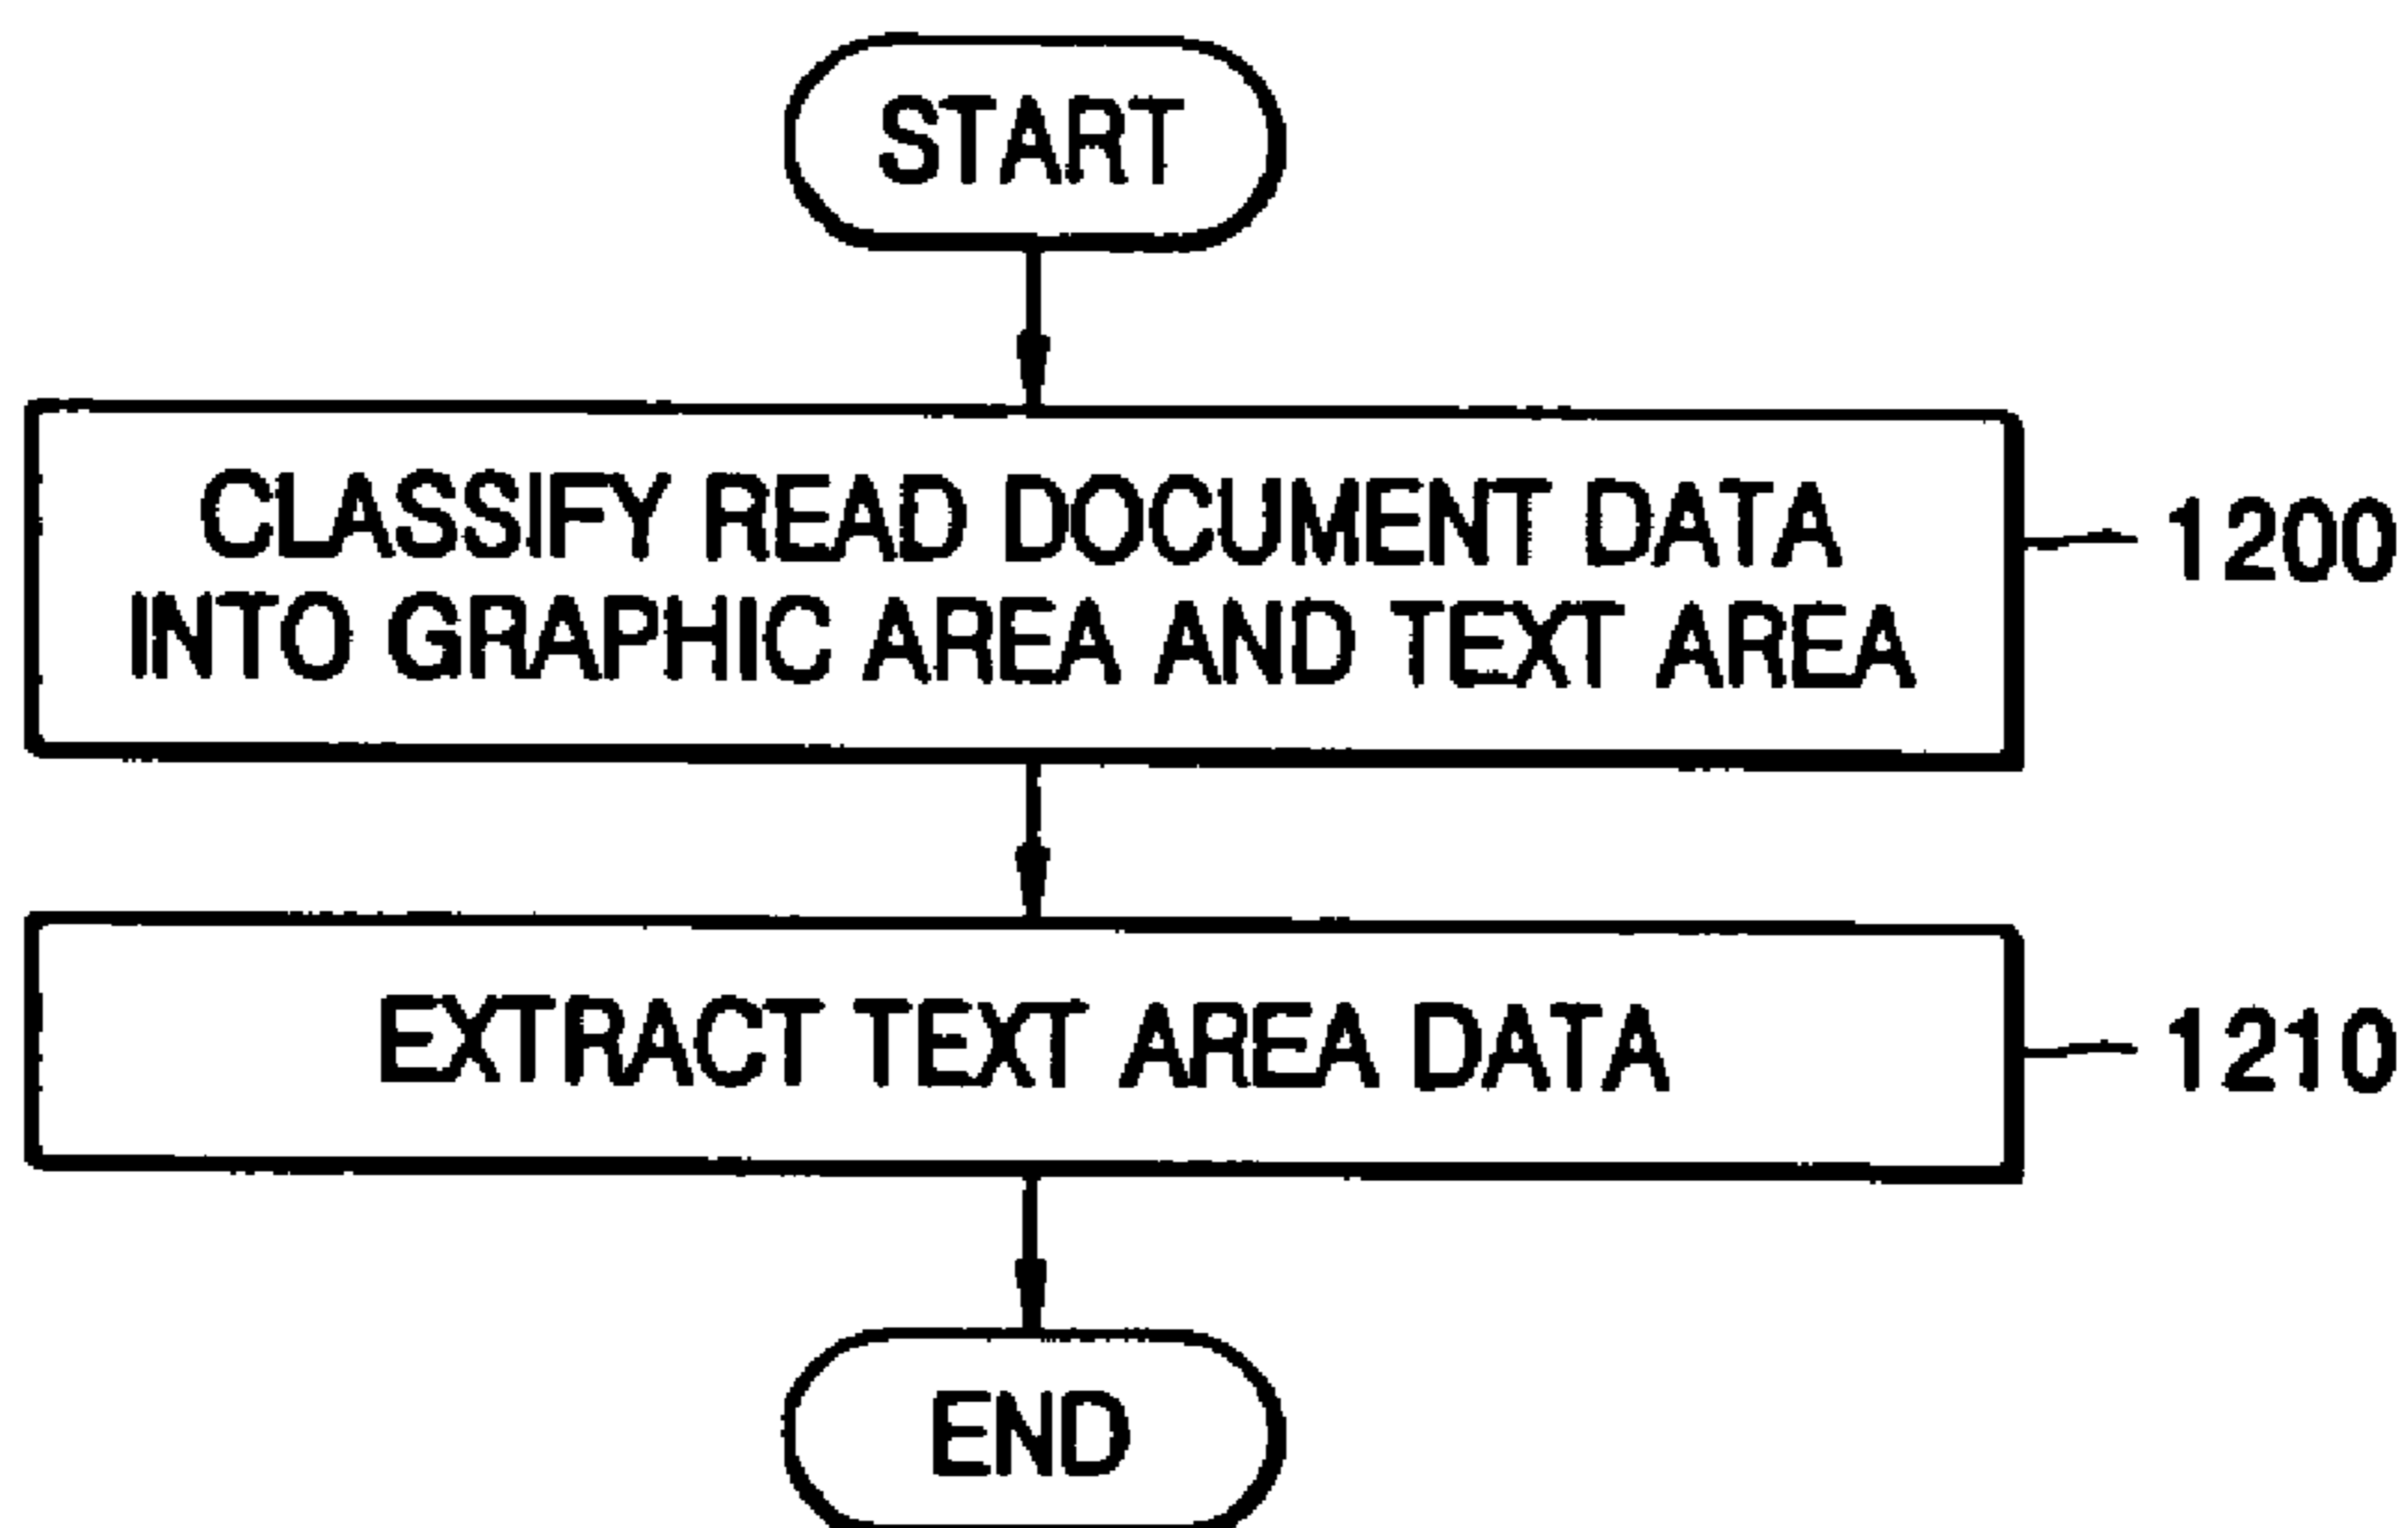 START
CLASSIFY READ DOCUMENT DATA
INTO GRAPHIC AREA AND TEXT AREA
1200
EXTRACT TEXT AREA DATA
1210
END